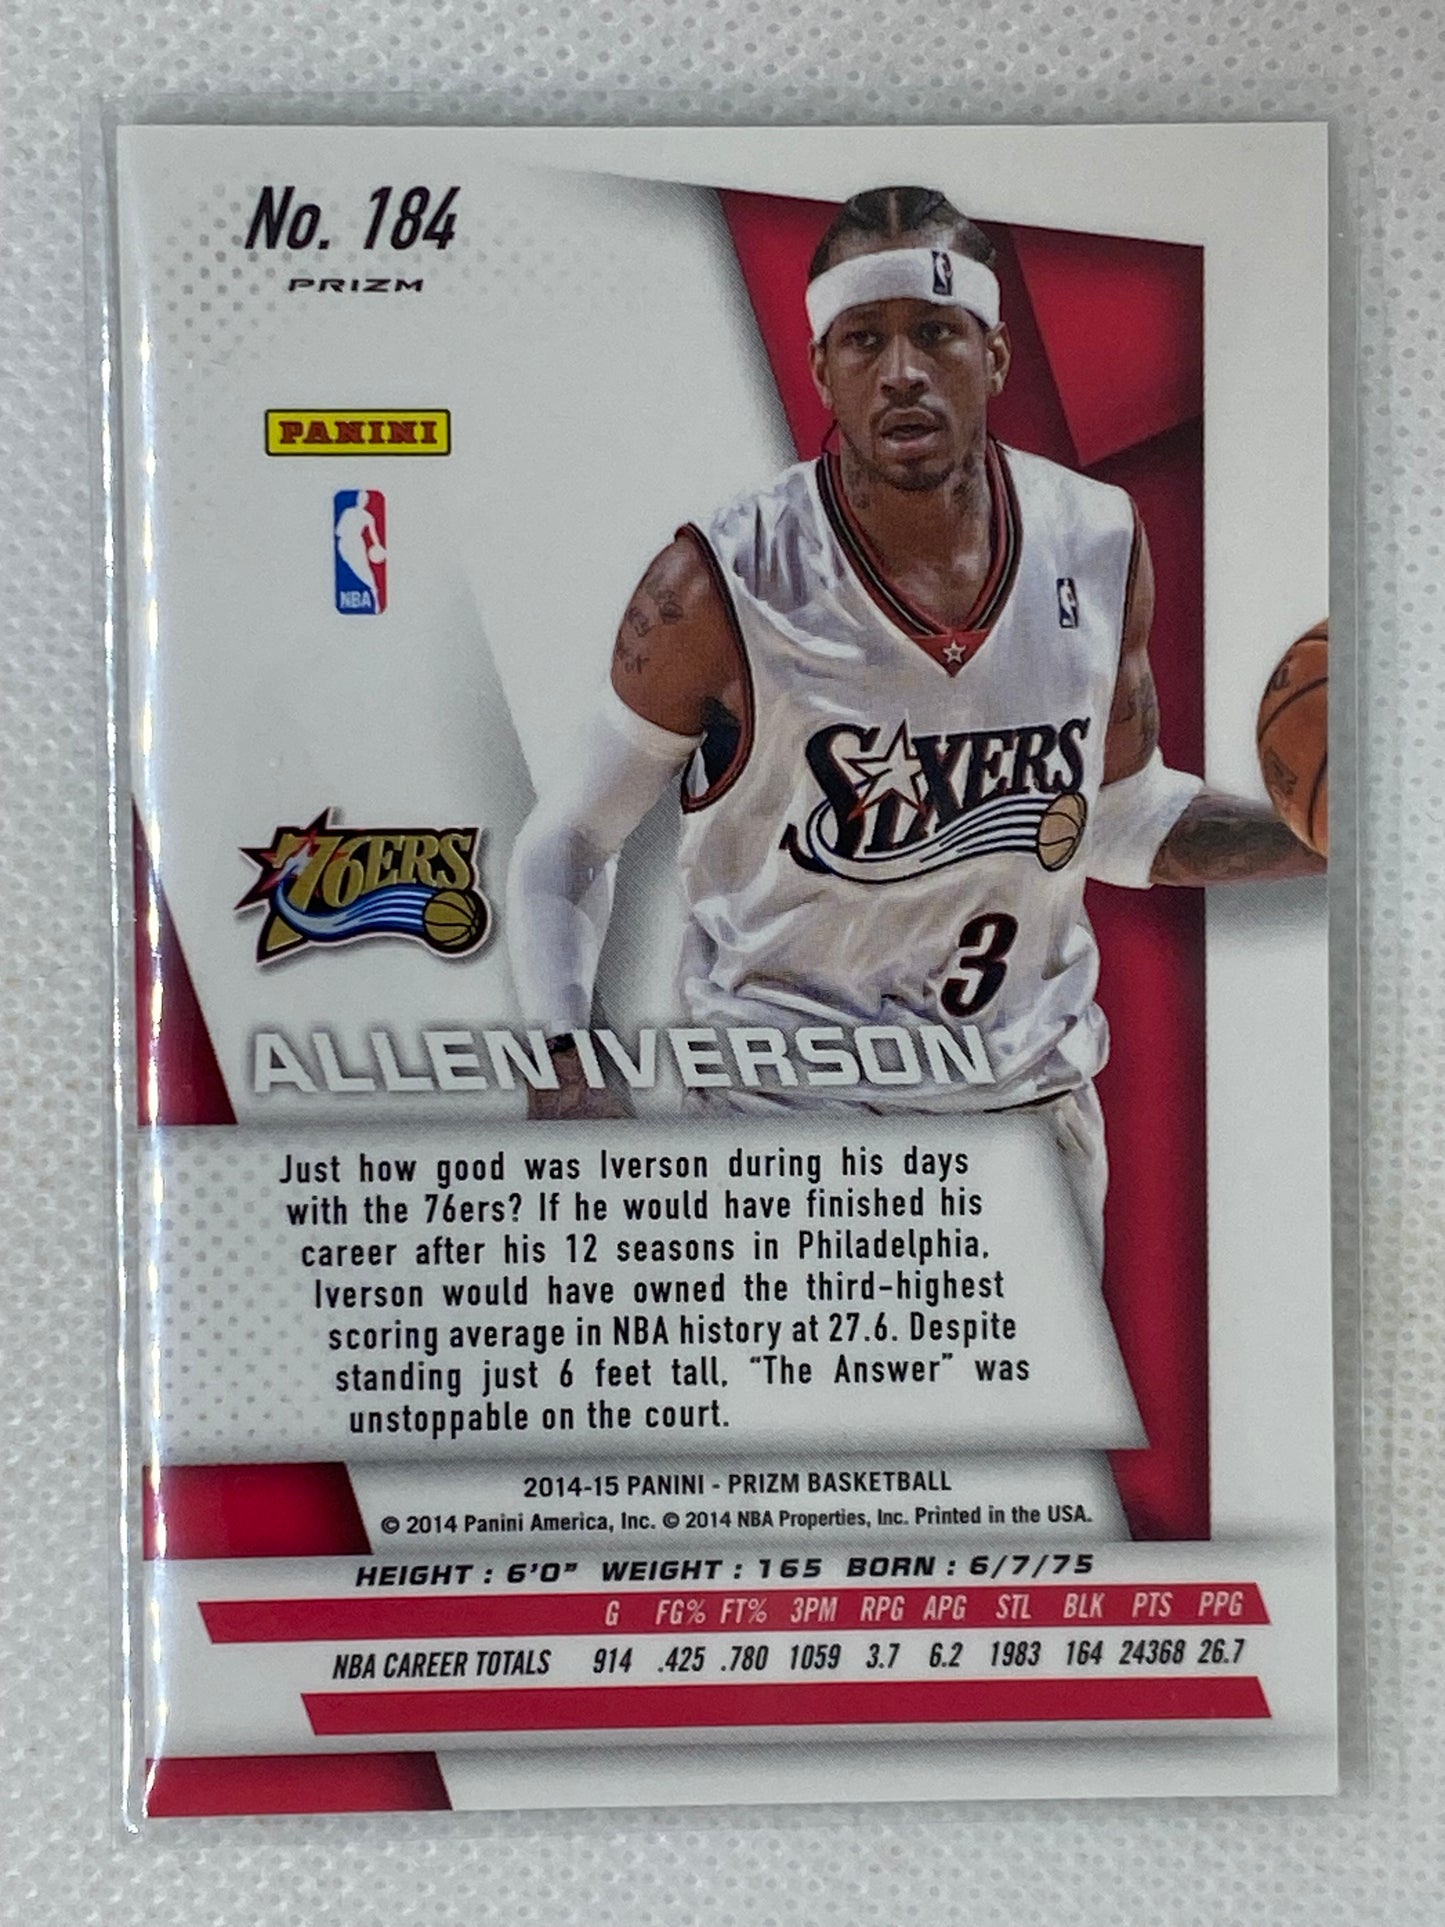 No. 184
PRIZM
PANINI
NBA
SIXERS
3
76ERS
ALLEN IVERSON
Just how good was Iverson during his days
with the 76ers? If he would have finished his
career after his 12 seasons in Philadelphia,
Iverson would have owned the third-highest
scoring average in NBA history at 27.6. Despite
standing just 6 feet tall, "The Answer" was
unstoppable on the court.
2014-15 PANINI - PRIZM BASKETBALL
© 2014 Panini America, Inc. © 2014 NBA Properties, Inc. Printed in the USA.
HEIGHT : 6'0" WEIGHT : 165 BORN : 6/7/75
G FG% FT% 3PM RPG APG STL BLK PTS PPG
NBA CAREER TOTALS 914 .425 .780 1059 3.7 6.2 1983 164 24368 26.7